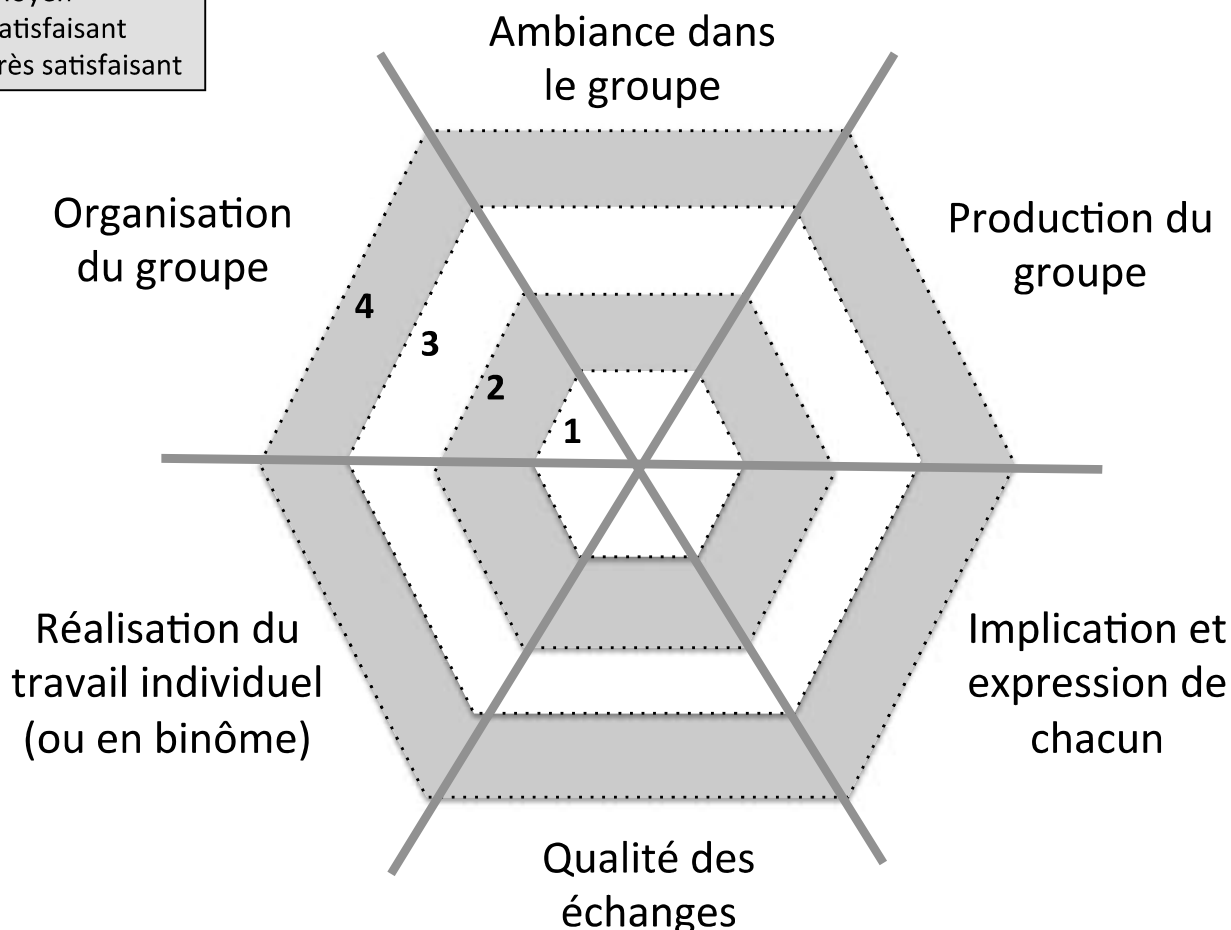 satisfaisant
rès satisfaisant
Ambiance dans
le groupe
Organisation
du groupe
Production du
groupe
4
3
2
1
Réalisation du
travail individuel
(ou en binôme)
Implication et
expression de
chacun
Qualité des
échanges